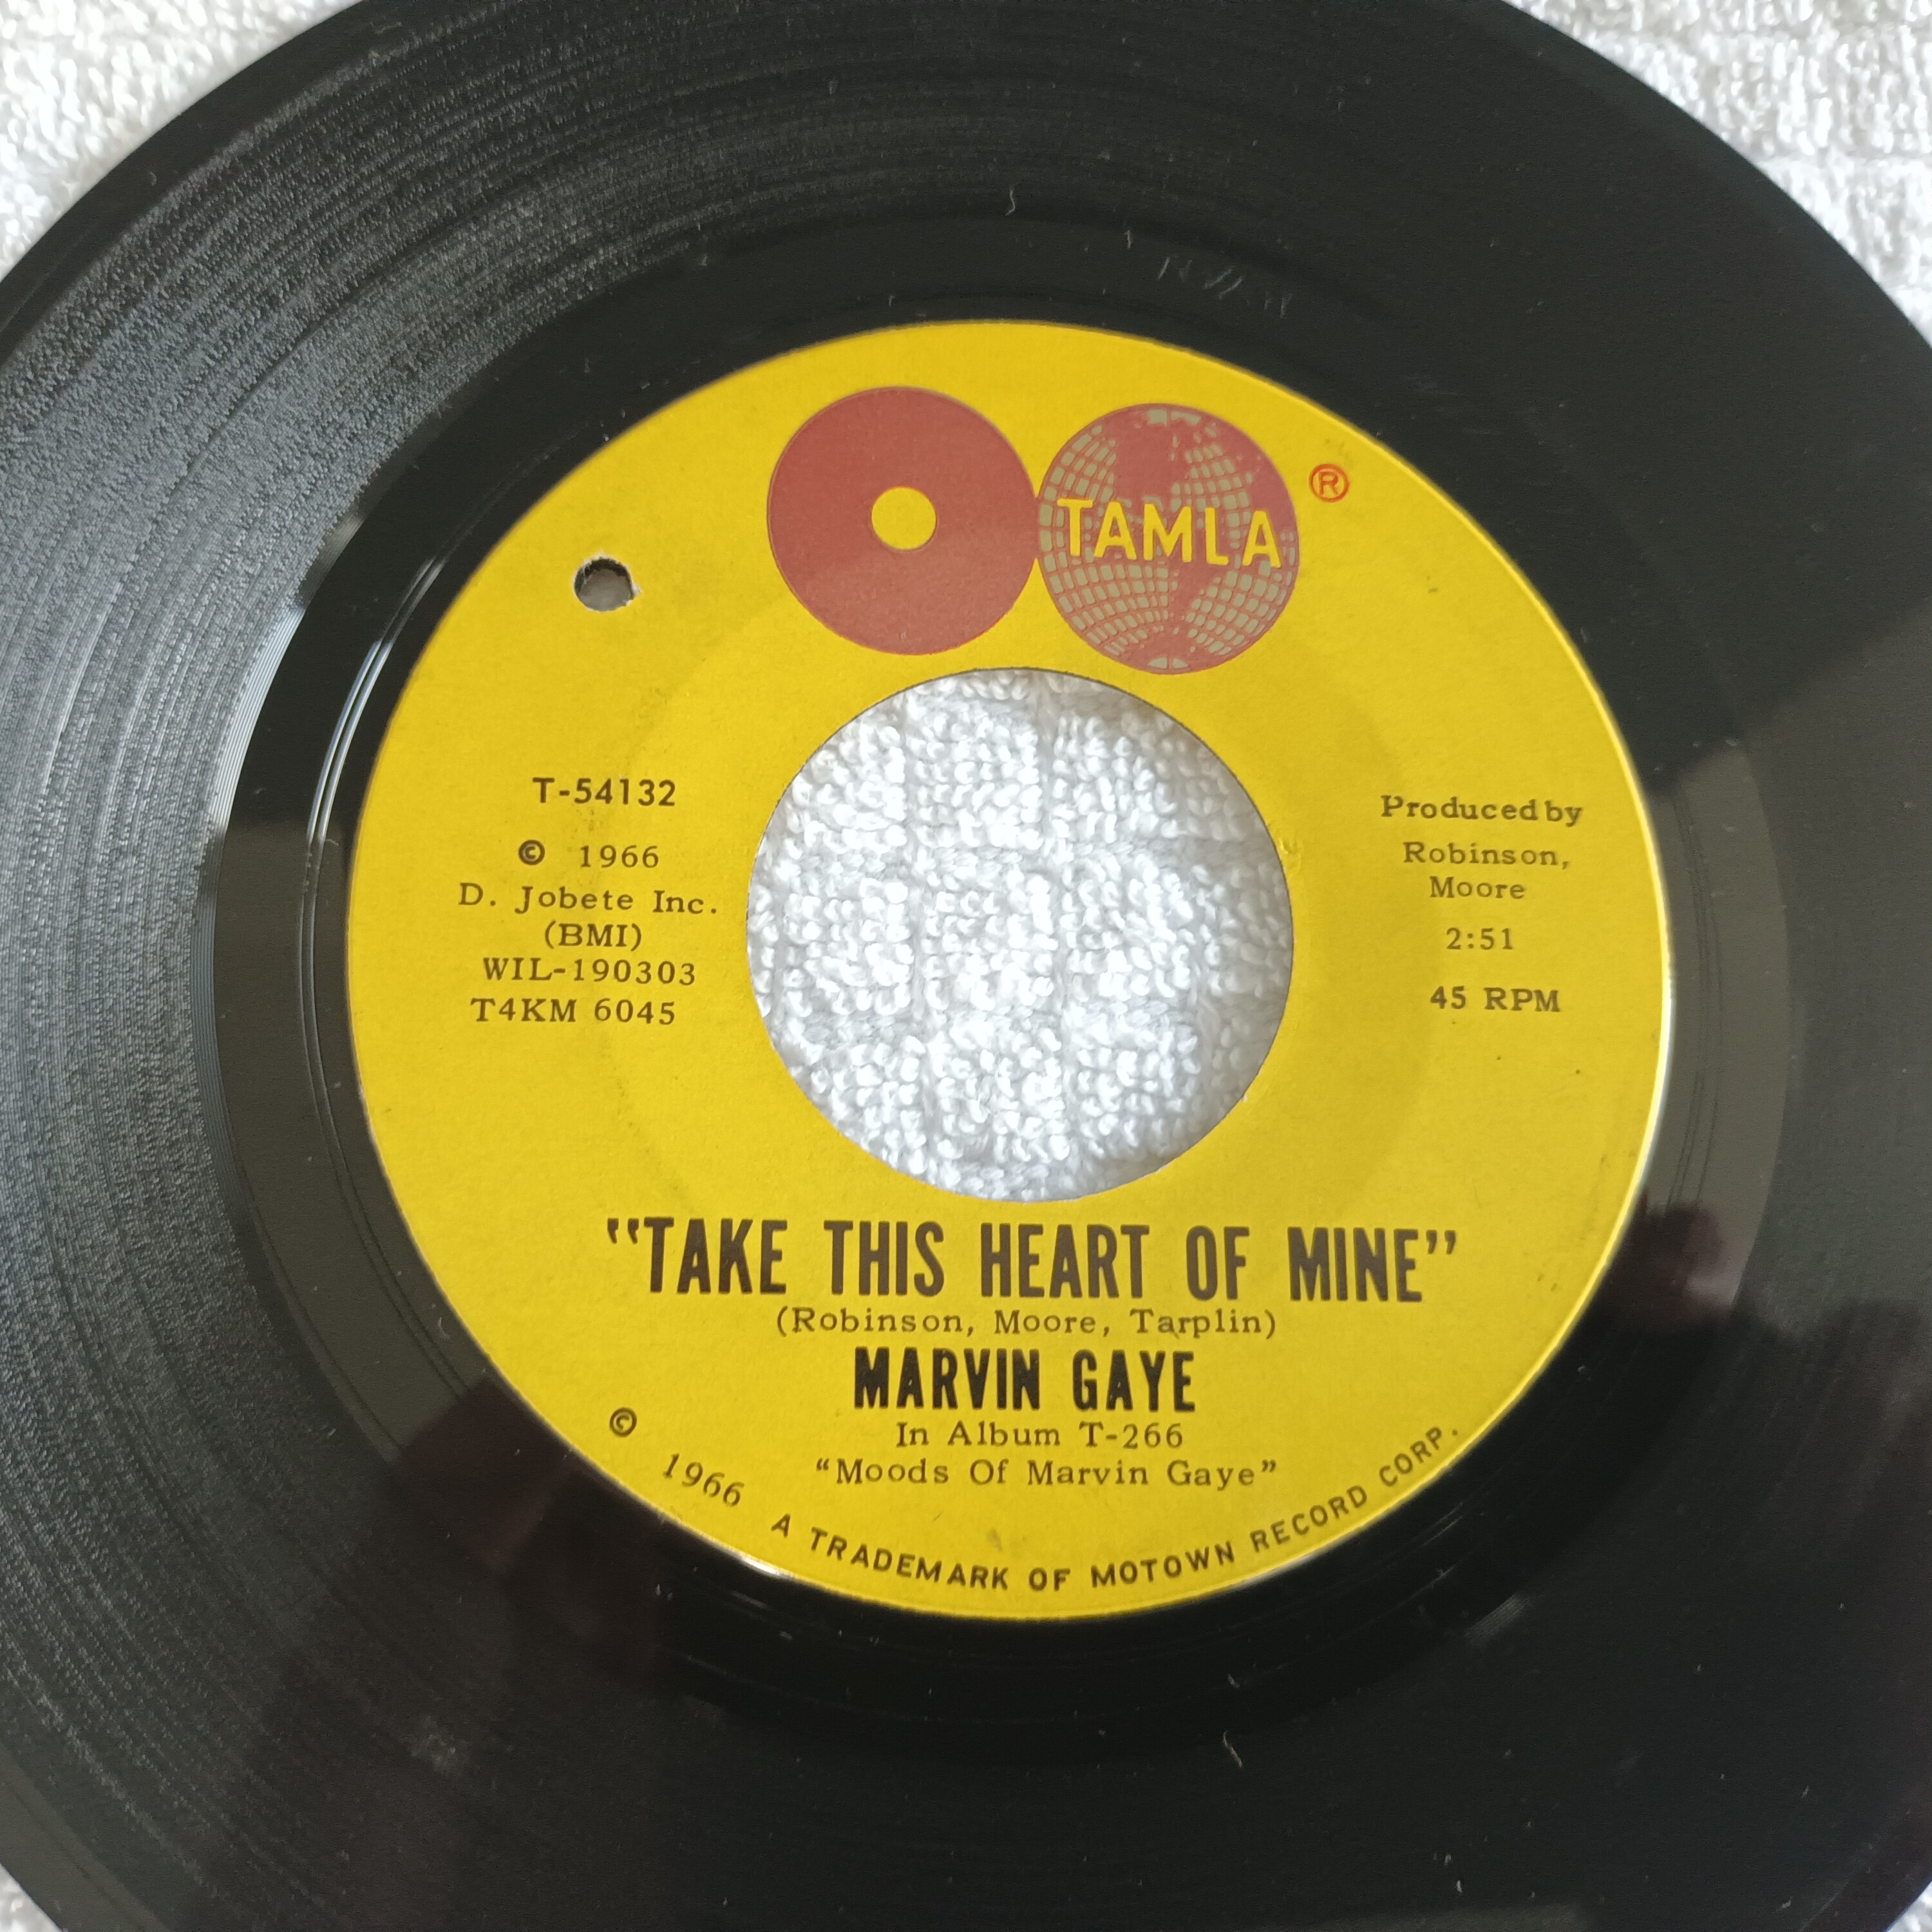 TAMLA ®
T-54132
© 1966
D. Jobete Inc.
(BMI)
WIL-190303
T4KM 6045
Produced by
Robinson,
Moore
2:51
45 RPM
"TAKE THIS HEART OF MINE"
(Robinson, Moore, Tarplin)
MARVIN GAYE
In Album T-266
“Moods Of Marvin Gaye”
© 1966 A TRADEMARK OF MOTOWN RECORD CORP.